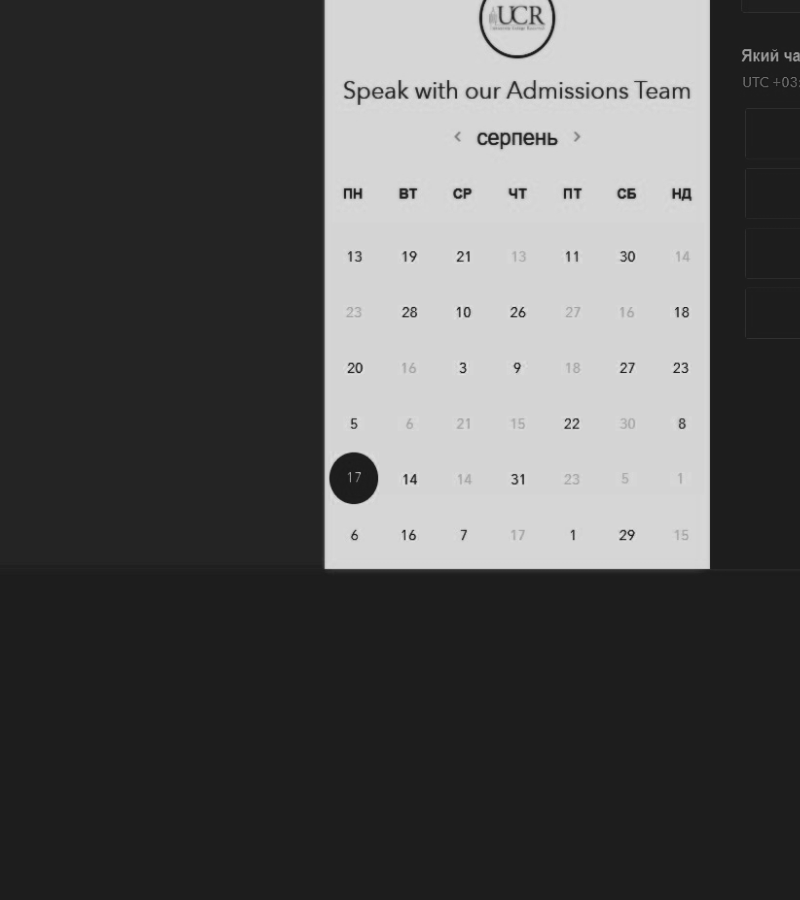 UCR
Speak with our Admissions Team
< серпень >
ПН ВТ СР ЧТ ПТ СБ НД
13 19 21 13 11 30 14
23 28 10 26 27 16 18
20 16 3 9 18 27 23
5 6 21 15 22 30 8
17 14 14 31 23 5 1
6 16 7 17 1 29 15
Який ча
UTC +03: